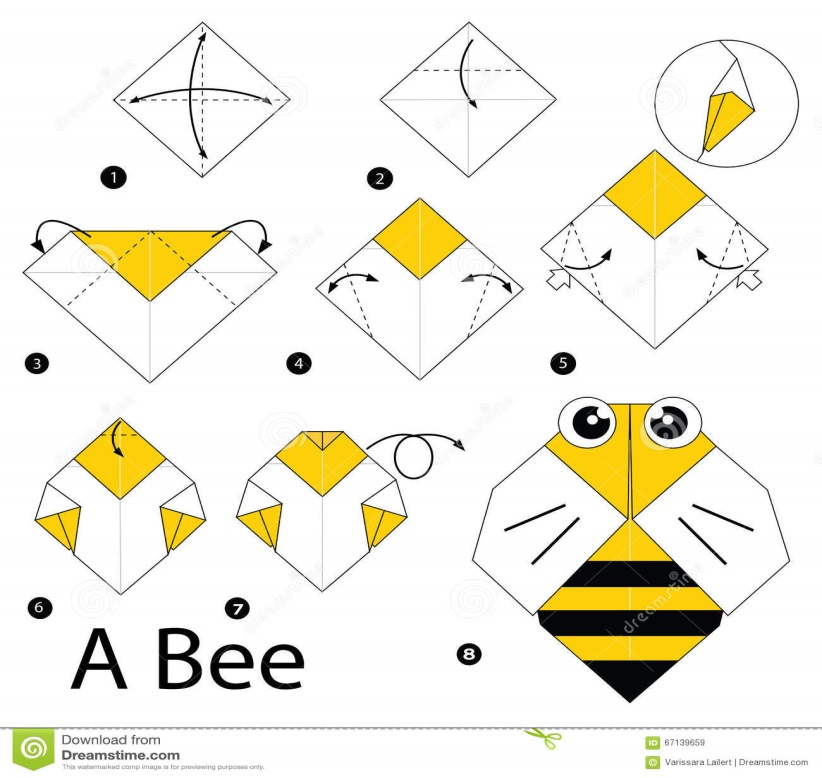 1
2
3
4
5
6
7
8
A Bee
Download from
Dreamstime.com
This watermarked comp image is for previewing purposes only.
ID 67139659
© Varissara Lailert | Dreamstime.com
dreamstime